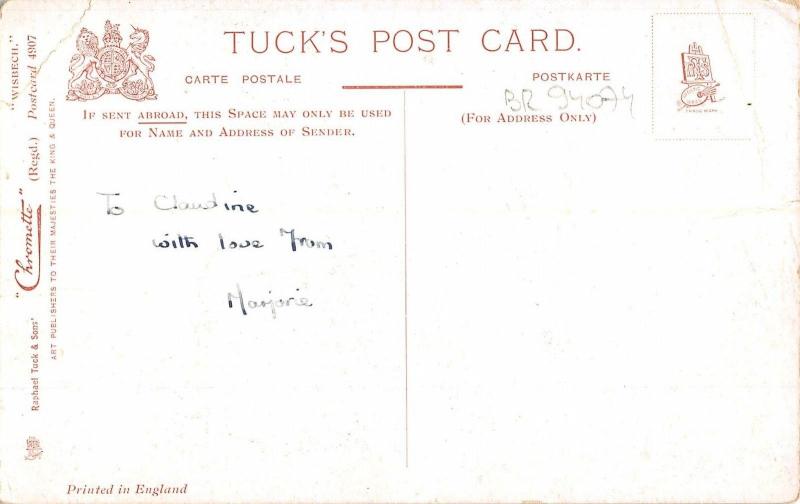 TUCK'S POST CARD.
CARTE POSTALE
POSTKARTE
IF SENT ABROAD, THIS SPACE MAY ONLY BE USED
FOR NAME AND ADDRESS OF SENDER.
(FOR ADDRESS ONLY)
BR 94074
TRADE MARK
To Claudine
with love from
Marjorie
Printed in England
"WISBECH."
Postcard 4907
Raphael Tuck & Sons' "Chromette" (Regd.)
ART PUBLISHERS TO THEIR MAJESTIES THE KING & QUEEN.